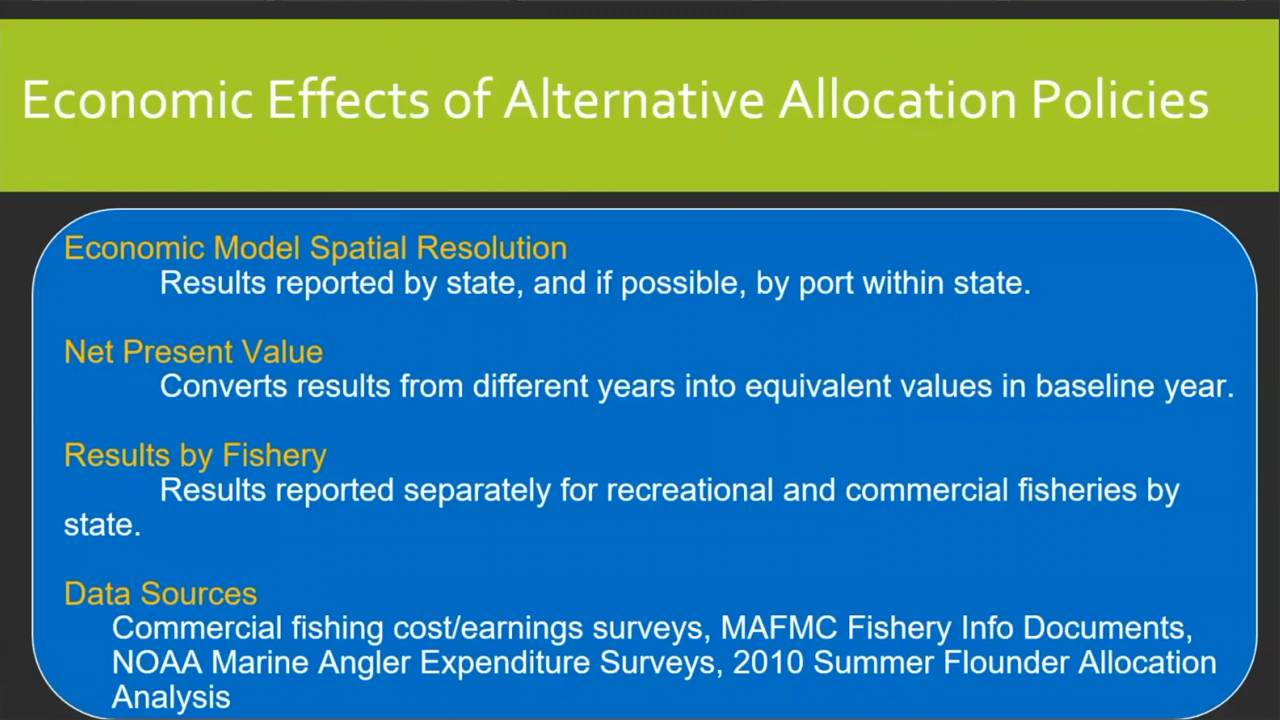 Economic Effects of Alternative Allocation Policies
Economic Model Spatial Resolution
Results reported by state, and if possible, by port within state.
Net Present Value
Converts results from different years into equivalent values in baseline year.
Results by Fishery
Results reported separately for recreational and commercial fisheries by
state.
Data Sources
Commercial fishing cost/earnings surveys, MAFMC Fishery Info Documents,
NOAA Marine Angler Expenditure Surveys, 2010 Summer Flounder Allocation
Analysis